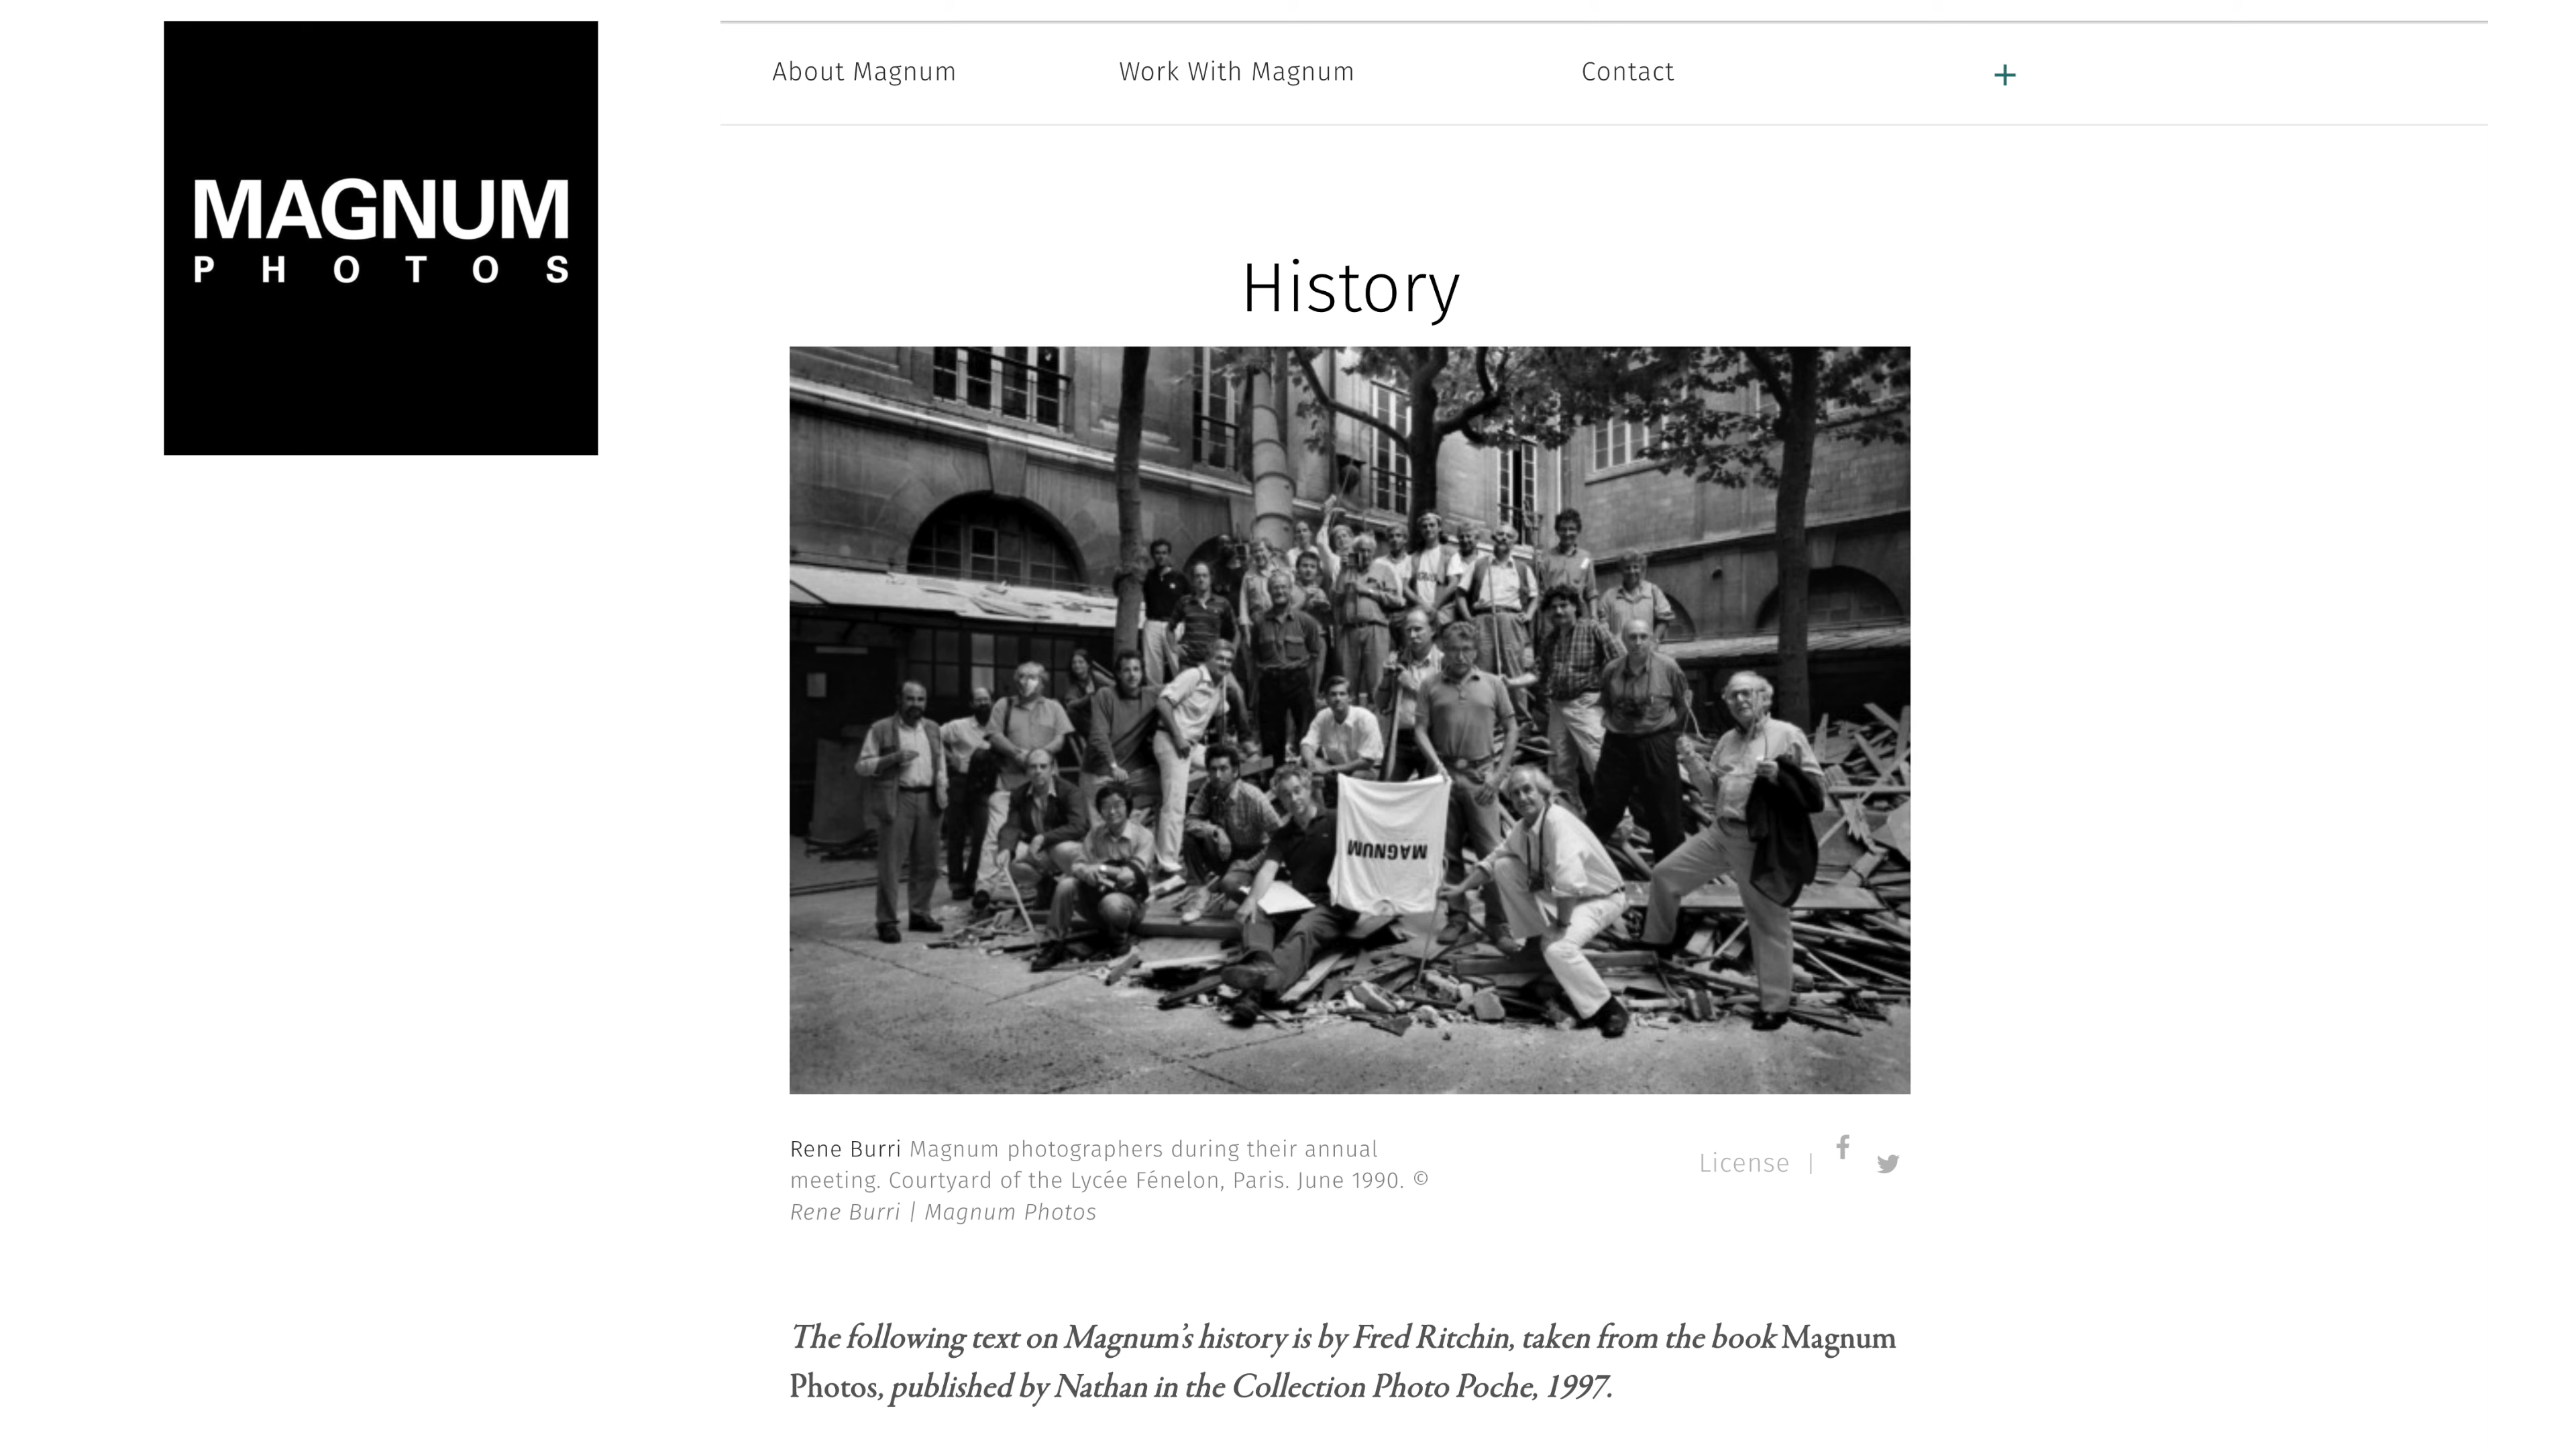 MAGNUM
PHOTOS
About Magnum
Work With Magnum
Contact
+
History
MAGNUM
Rene Burri Magnum photographers during their annual
meeting. Courtyard of the Lycée Fénelon, Paris. June 1990. ©
Rene Burri | Magnum Photos
License |
The following text on Magnum’s history is by Fred Ritchin, taken from the book Magnum
Photos, published by Nathan in the Collection Photo Poche, 1997.